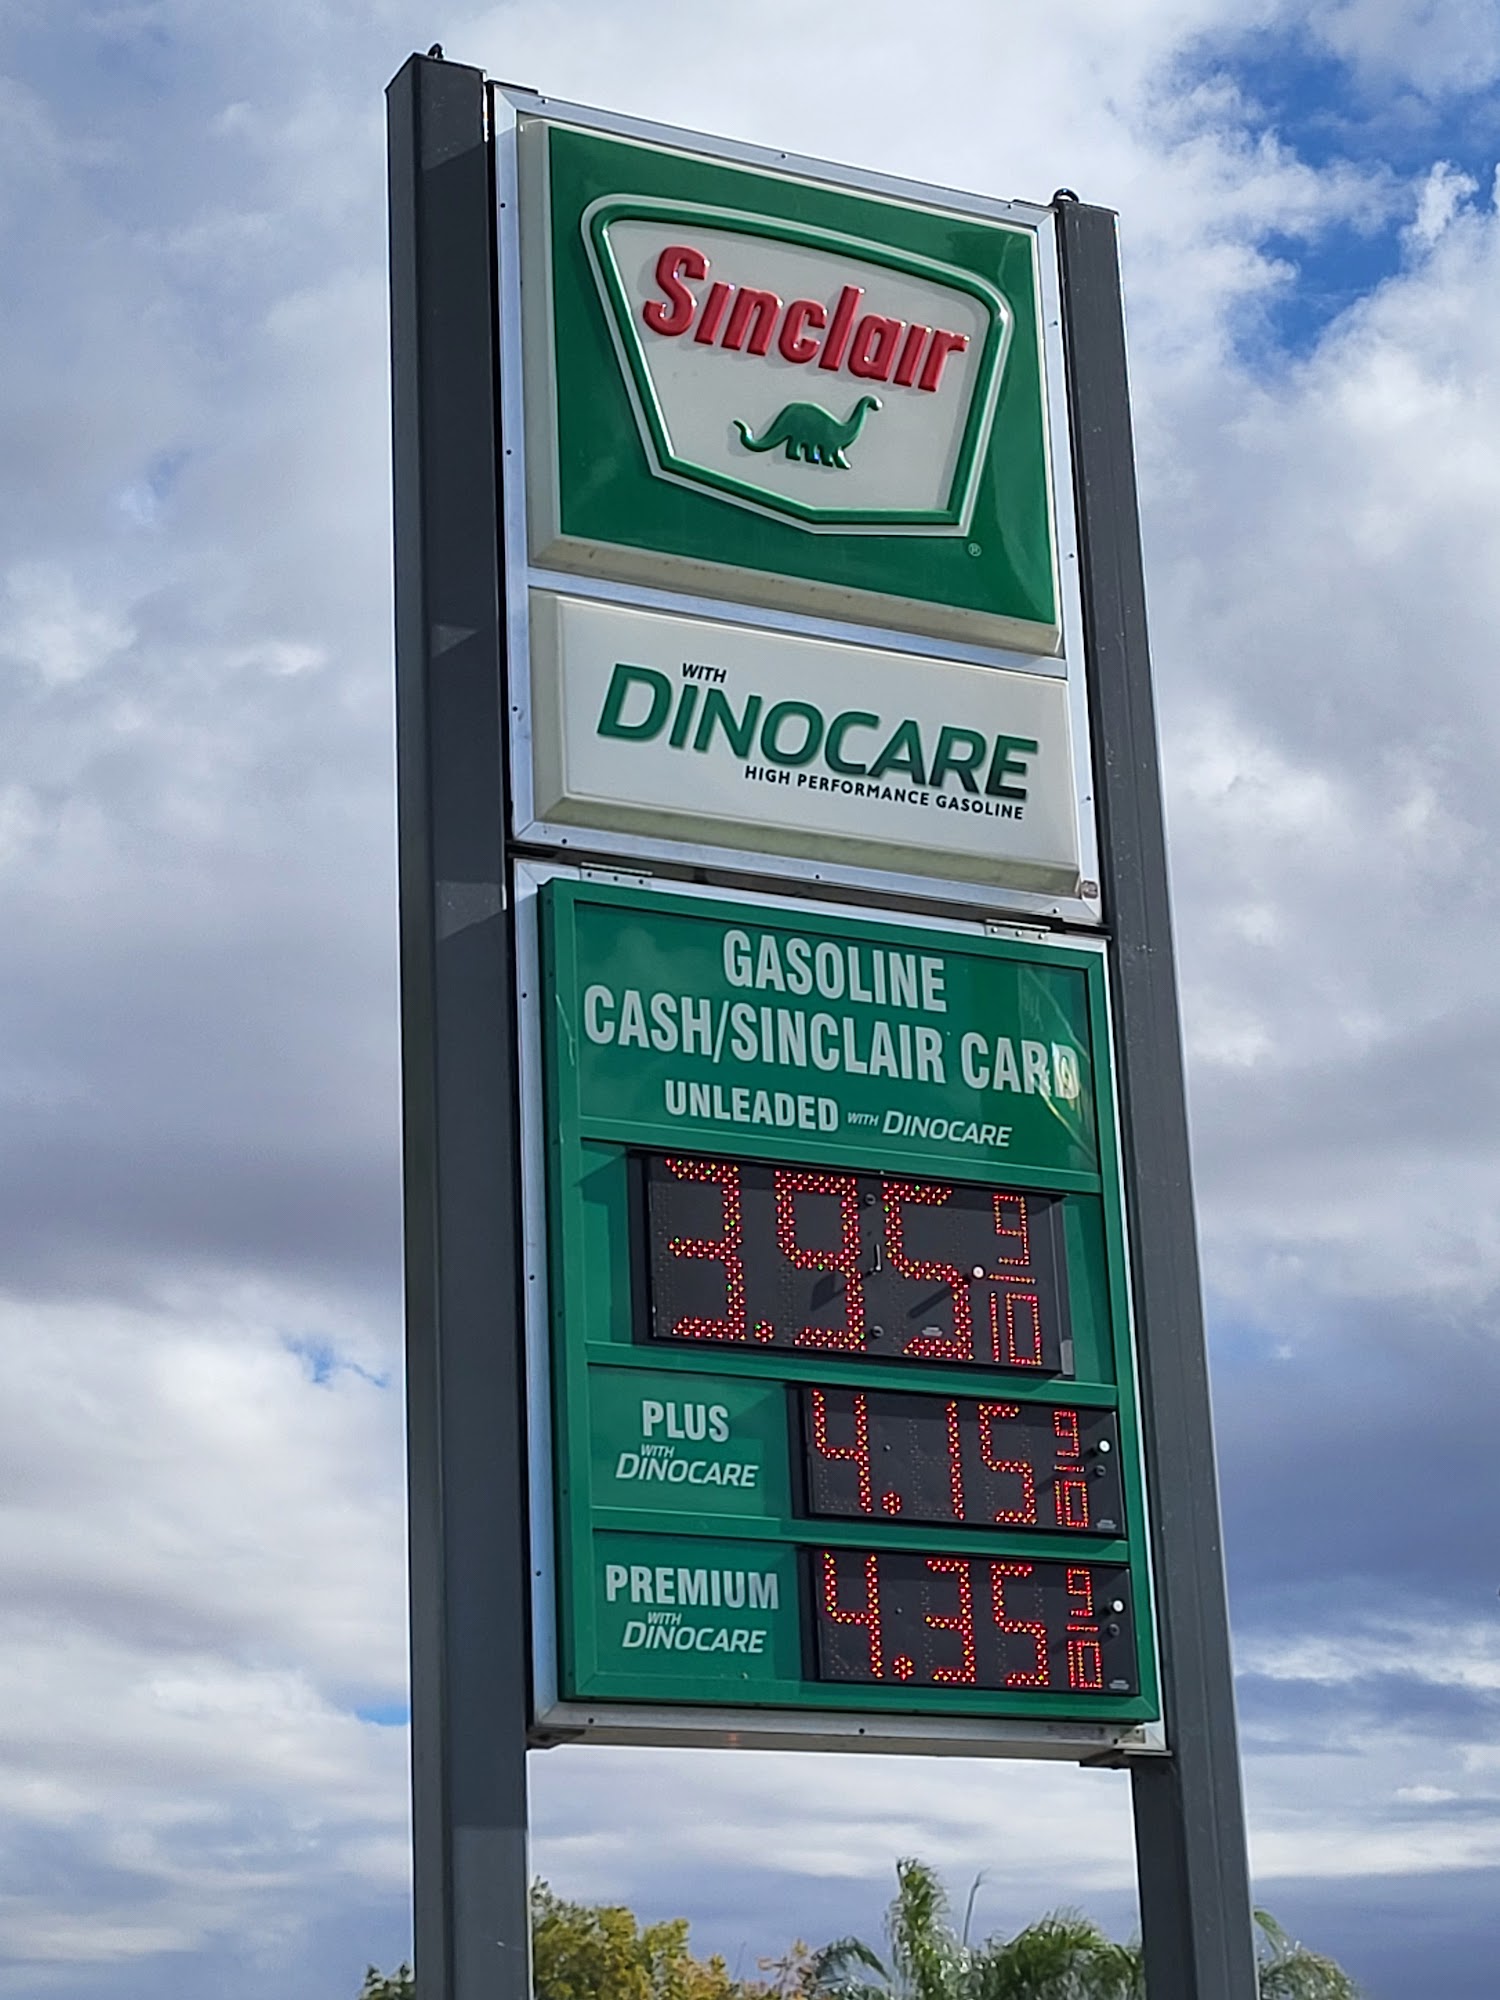 Sinclair
®
WITH
DINOCARE
HIGH PERFORMANCE GASOLINE
GASOLINE
CASH/SINCLAIR CARD
UNLEADED WITH DINOCARE
3.95 9/10
PLUS
WITH
DINOCARE
4.15 9/10
PREMIUM
WITH
DINOCARE
4.35 9/10